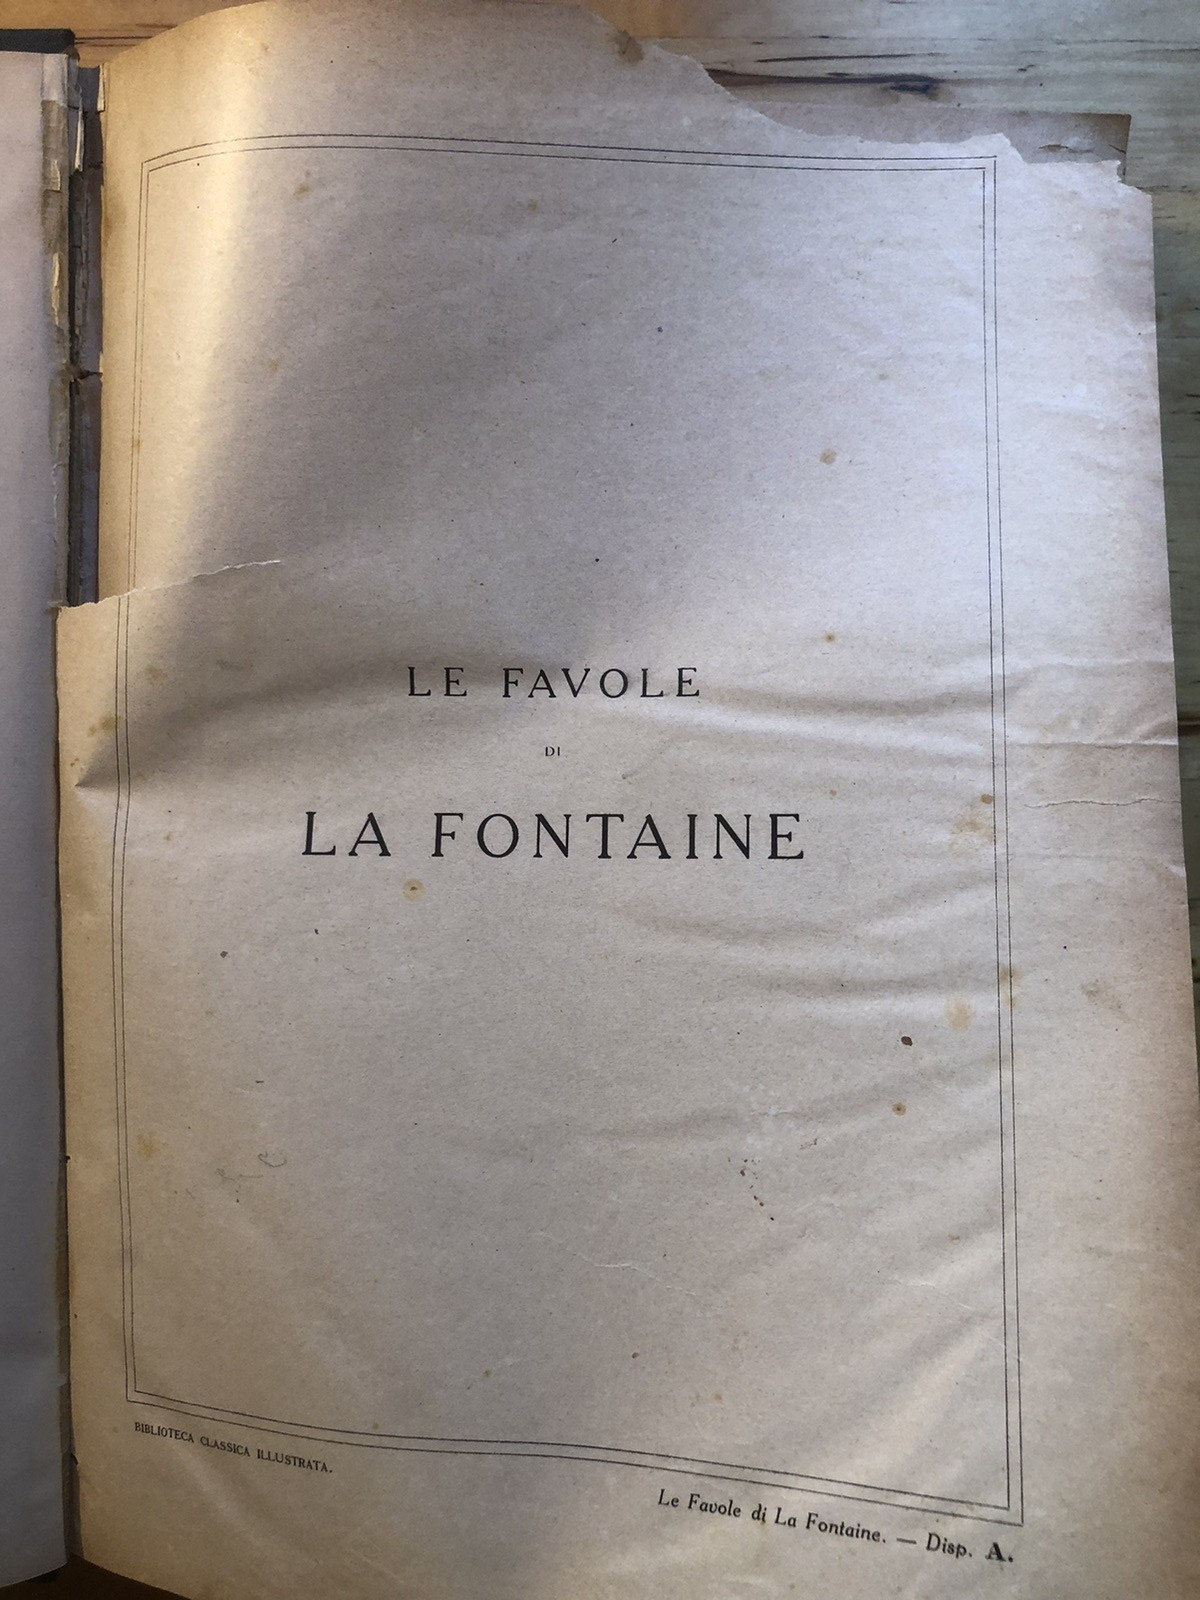 LE FAVOLE
DI
LA FONTAINE
BIBLIOTECA CLASSICA ILLUSTRATA.
Le Favole di La Fontaine. — Disp. A.